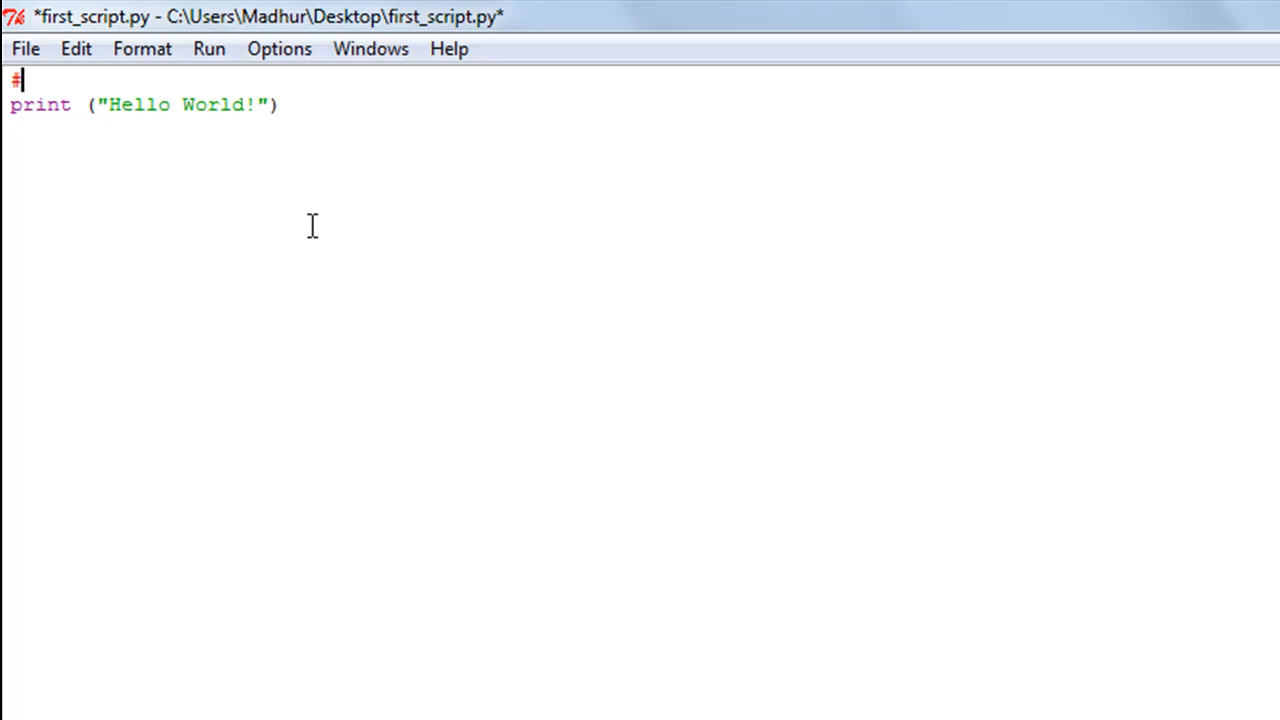 *first_script.py - C:\Users\Madhur\Desktop\first_script.py*
File Edit Format Run Options Windows Help
#
print ("Hello World!")